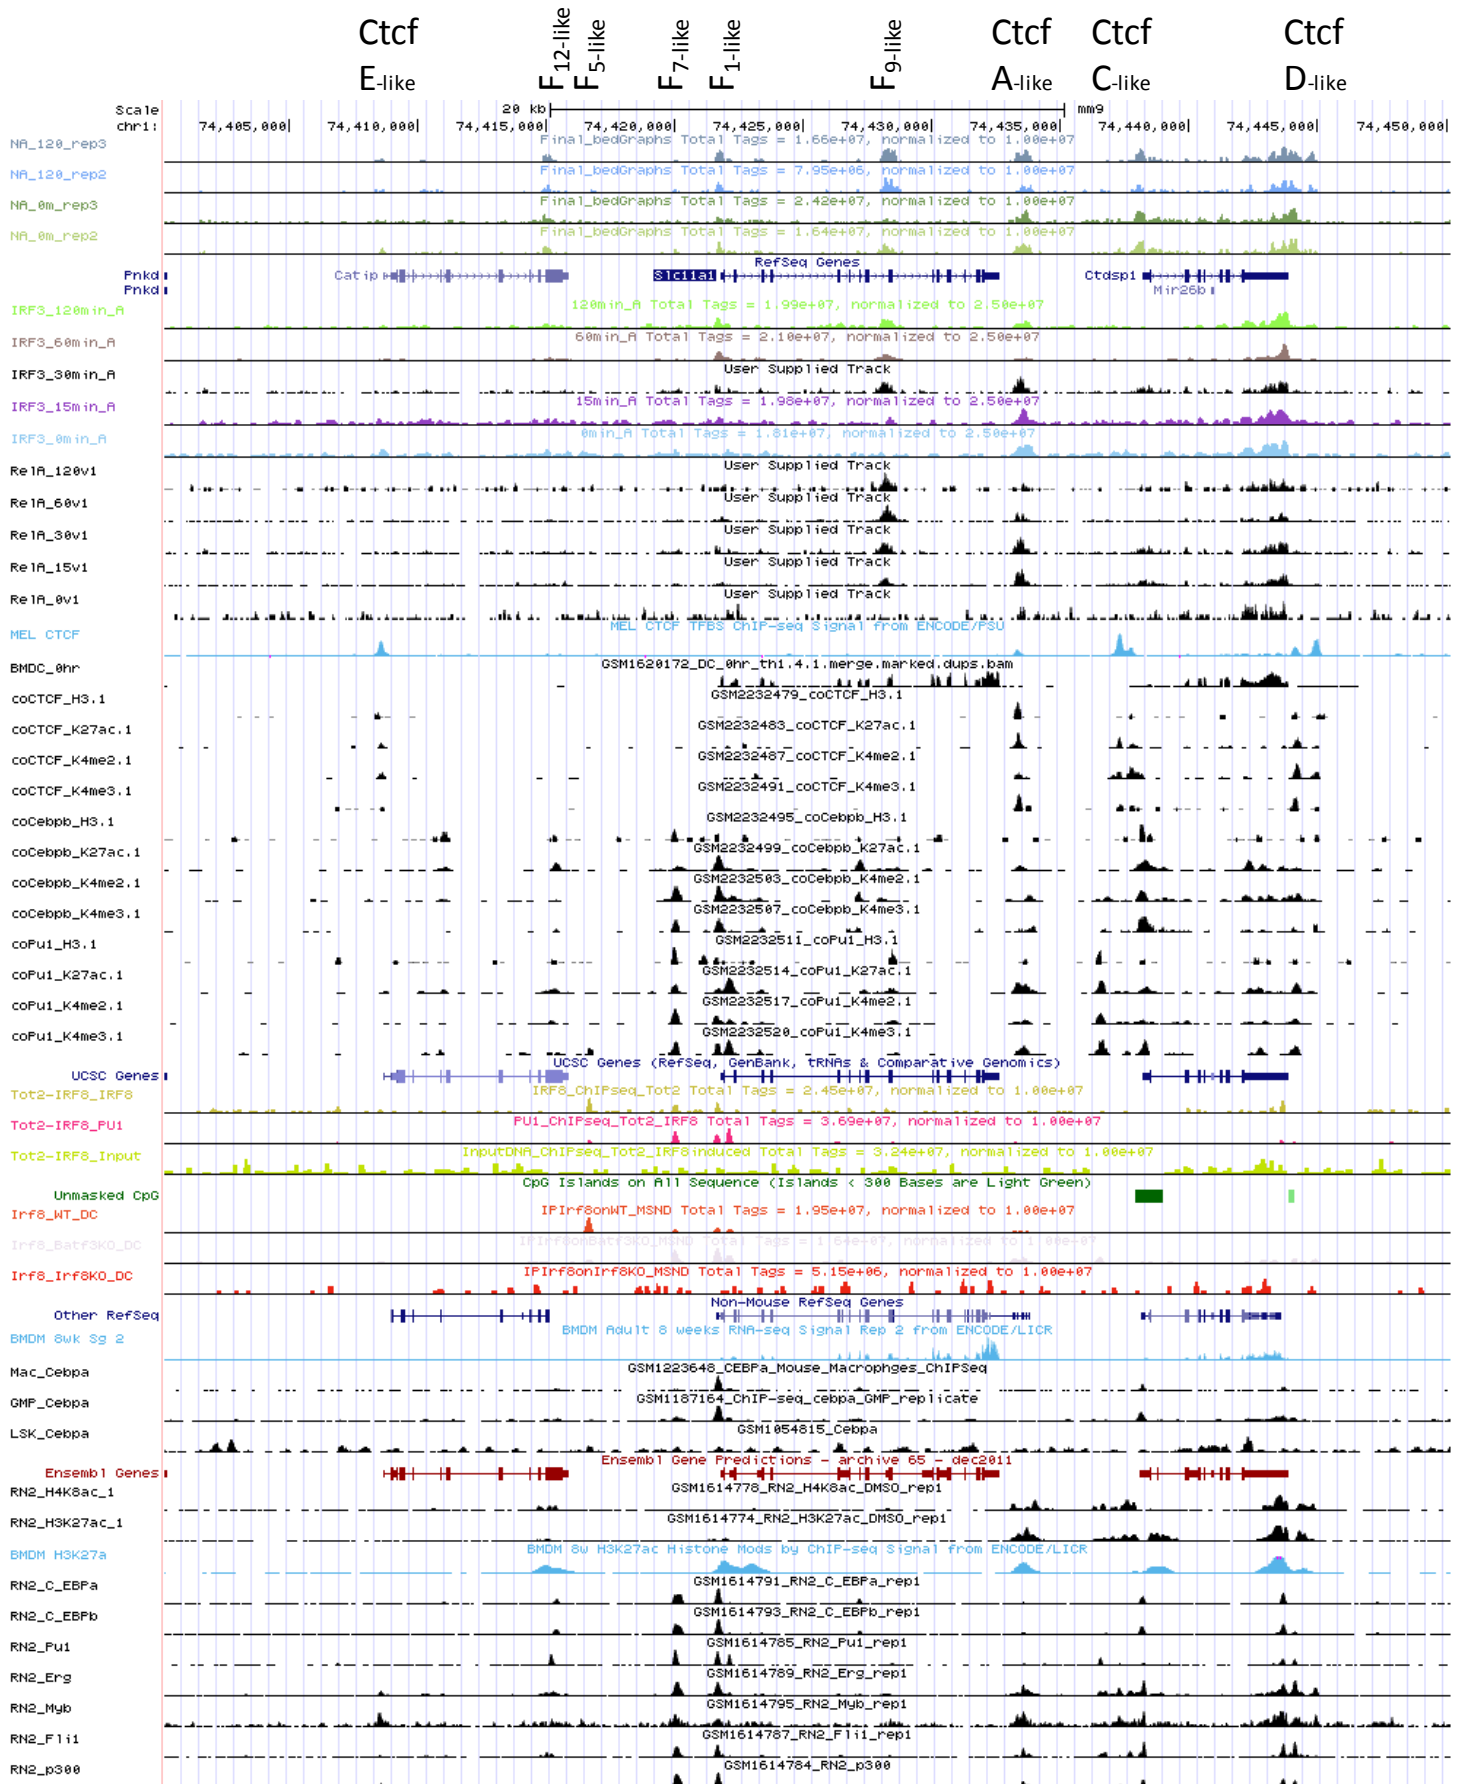 Ctcf Ctcf Ctcf Ctcf
E-like F12-like F5-like F7-like F1-like F9-like A-like C-like D-like
Scale 20 kb mm9
chr1: 74,405,000 74,410,000 74,415,000 74,420,000 74,425,000 74,430,000 74,435,000 74,440,000 74,445,000 74,450,000
NA_120_rep3 Final_bedGraphs Total Tags = 1.66e+07, normalized to 1.00e+07
NA_120_rep2 Final_bedGraphs Total Tags = 7.95e+06, normalized to 1.00e+07
NA_0m_rep3 Final_bedGraphs Total Tags = 2.42e+07, normalized to 1.00e+07
NA_0m_rep2 Final_bedGraphs Total Tags = 1.64e+07, normalized to 1.00e+07
RefSeq Genes
Pnkd Catip Slc11a1 Ctdsp1
Pnkd Mir26b
IRF3_120min_A 120min_A Total Tags = 1.99e+07, normalized to 2.50e+07
IRF3_60min_A 60min_A Total Tags = 2.10e+07, normalized to 2.50e+07
IRF3_30min_A User Supplied Track
IRF3_15min_A 15min_A Total Tags = 1.98e+07, normalized to 2.50e+07
IRF3_0min_A 0min_A Total Tags = 1.81e+07, normalized to 2.50e+07
RelA_120v1 User Supplied Track
RelA_60v1 User Supplied Track
RelA_30v1 User Supplied Track
RelA_15v1 User Supplied Track
RelA_0v1 User Supplied Track
MEL CTCF MEL CTCF TFBS ChIP-seq Signal from ENCODE/PSU
BMDC_0hr GSM1620172_DC_0hr_th1.4.1.merge.marked.dups.bam
coCTCF_H3.1 GSM2232479_coCTCF_H3.1
coCTCF_K27ac.1 GSM2232483_coCTCF_K27ac.1
coCTCF_K4me2.1 GSM2232487_coCTCF_K4me2.1
coCTCF_K4me3.1 GSM2232491_coCTCF_K4me3.1
coCebpb_H3.1 GSM2232495_coCebpb_H3.1
coCebpb_K27ac.1 GSM2232499_coCebpb_K27ac.1
coCebpb_K4me2.1 GSM2232503_coCebpb_K4me2.1
coCebpb_K4me3.1 GSM2232507_coCebpb_K4me3.1
coPu1_H3.1 GSM2232511_coPu1_H3.1
coPu1_K27ac.1 GSM2232514_coPu1_K27ac.1
coPu1_K4me2.1 GSM2232517_coPu1_K4me2.1
coPu1_K4me3.1 GSM2232520_coPu1_K4me3.1
UCSC Genes (RefSeq, GenBank, tRNAs & Comparative Genomics)
UCSC Genes
Tot2-IRF8_IRF8 IRF8_ChIPseq_Tot2 Total Tags = 2.45e+07, normalized to 1.00e+07
Tot2-IRF8_PU1 PU1_ChIPseq_Tot2_IRF8 Total Tags = 3.69e+07, normalized to 1.00e+07
Tot2-IRF8_Input InputDNA_ChIPseq_Tot2_IRF8induced Total Tags = 3.24e+07, normalized to 1.00e+07
CpG Islands on All Sequence (Islands < 300 Bases are Light Green)
Unmasked CpG
Irf8_WT_DC IPIrf8onWT_MSND Total Tags = 1.95e+07, normalized to 1.00e+07
Irf8_Batf3KO_DC IPIrf8onBatf3KO_MSND Total Tags = 1.64e+07, normalized to 1.00e+07
Irf8_Irf8KO_DC IPIrf8onIrf8KO_MSND Total Tags = 5.15e+06, normalized to 1.00e+07
Non-Mouse RefSeq Genes
Other RefSeq
BMDM 8wk Sg 2 BMDM Adult 8 weeks RNA-seq Signal Rep 2 from ENCODE/LICR
Mac_Cebpa GSM1223648_CEBPa_Mouse_Macrophges_ChIPSeq
GMP_Cebpa GSM1187164_ChIP-seq_cebpa_GMP_replicate
LSK_Cebpa GSM1054815_Cebpa
Ensembl Gene Predictions - archive 65 - dec2011
Ensembl Genes
RN2_H4K8ac_1 GSM1614778_RN2_H4K8ac_DMSO_rep1
RN2_H3K27ac_1 GSM1614774_RN2_H3K27ac_DMSO_rep1
BMDM H3K27a BMDM 8w H3K27ac Histone Mods by ChIP-seq Signal from ENCODE/LICR
RN2_C_EBPa GSM1614791_RN2_C_EBPa_rep1
RN2_C_EBPb GSM1614793_RN2_C_EBPb_rep1
RN2_Pu1 GSM1614785_RN2_Pu1_rep1
RN2_Erg GSM1614789_RN2_Erg_rep1
RN2_Myb GSM1614795_RN2_Myb_rep1
RN2_Fli1 GSM1614787_RN2_Fli1_rep1
RN2_p300 GSM1614784_RN2_p300